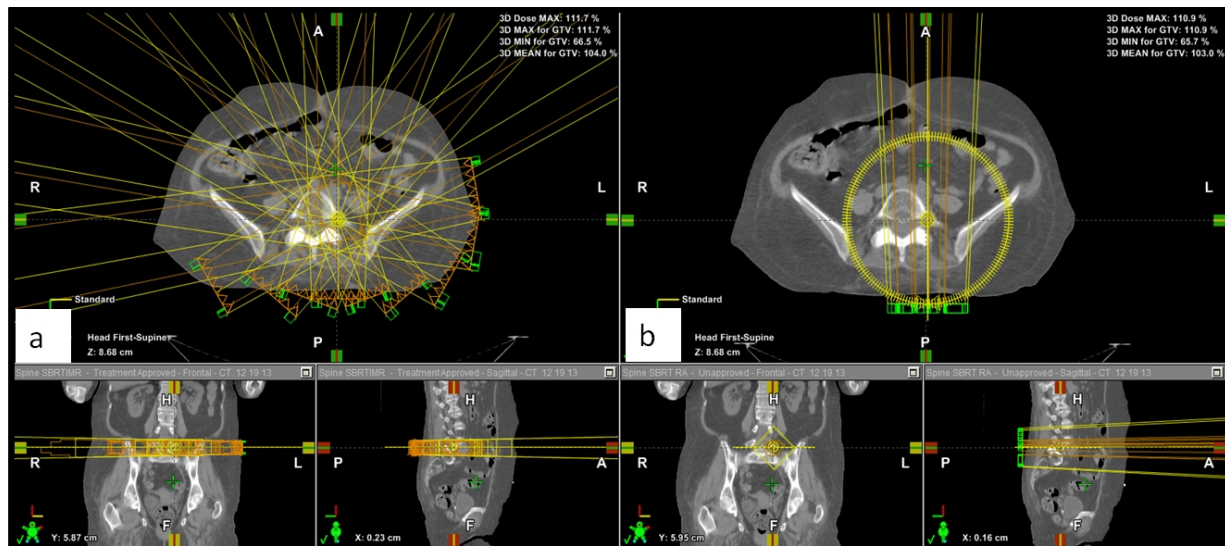 3D Dose MAX: 111.7 %
3D MAX for GTV: 111.7 %
3D MIN for GTV: 66.5 %
3D MEAN for GTV: 104.0 %
A
R
L
Standard
a
Head First-Supine
Z: 8.68 cm
P
3D Dose MAX: 110.9 %
3D MAX for GTV: 110.9 %
3D MIN for GTV: 65.7 %
3D MEAN for GTV: 103.0 %
A
R
L
Standard
b
Head First-Supine
Z: 8.68 cm
P
Spine SBRTIMR - Treatment Approved - Frontal - CT 12 19 13
H
R
L
F
Y: 5.87 cm
Spine SBRTIMR - Treatment Approved - Sagittal - CT 12 19 13
H
P
A
F
X: 0.23 cm
Spine SBRT RA - Unapproved - Frontal - CT 12 19 13
H
R
L
F
Y: 5.95 cm
Spine SBRT RA - Unapproved - Sagittal - CT 12 19 13
H
P
A
F
X: 0.16 cm